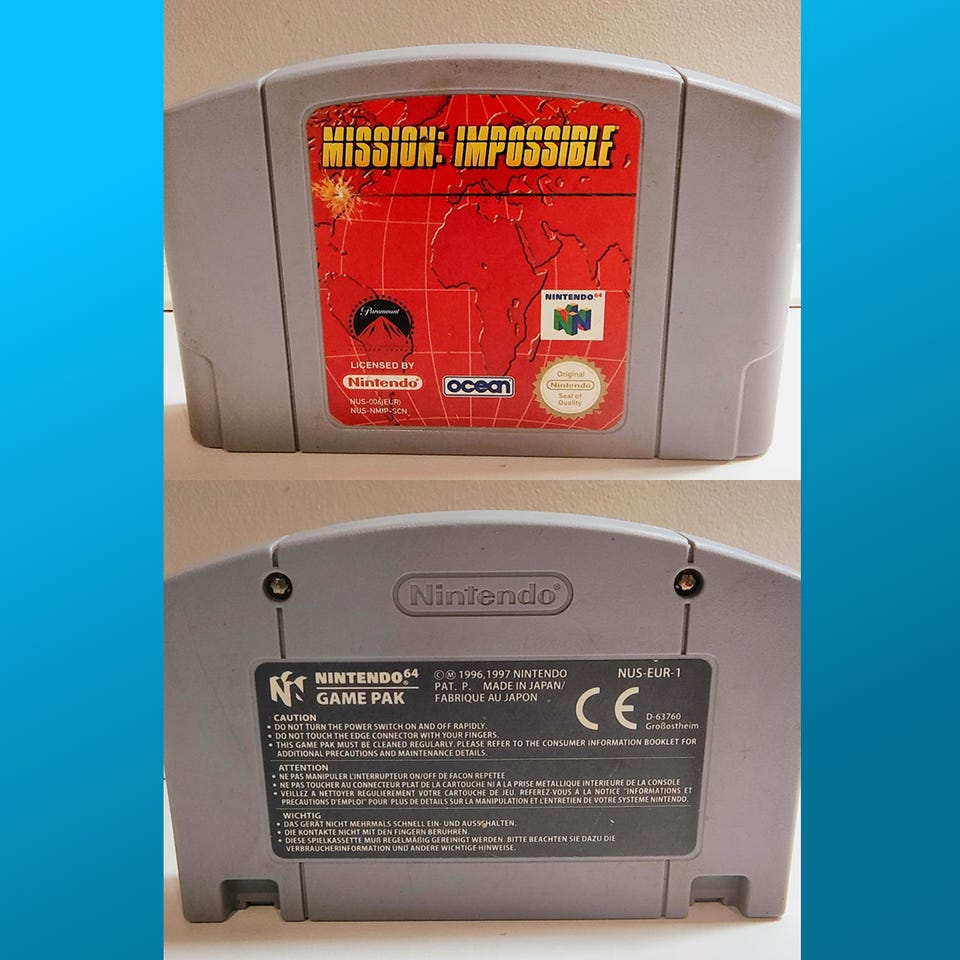 MISSION: IMPOSSIBLE
NINTENDO 64
Paramount
LICENSED BY
Nintendo
ocean
Original
Nintendo
Seal of
Quality
TM
NUS-006(EUR)
NUS-NMIP-SCN
Nintendo®
NINTENDO64®
GAME PAK
©Ⓜ 1996,1997 NINTENDO
PAT. P. MADE IN JAPAN/
FABRIQUE AU JAPON
NUS-EUR-1
CE
D-63760
Großostheim
CAUTION
• DO NOT TURN THE POWER SWITCH ON AND OFF RAPIDLY.
• DO NOT TOUCH THE EDGE CONNECTOR WITH YOUR FINGERS.
• THIS GAME PAK MUST BE CLEANED REGULARLY. PLEASE REFER TO THE CONSUMER INFORMATION BOOKLET FOR
ADDITIONAL PRECAUTIONS AND MAINTENANCE DETAILS.
ATTENTION
• NE PAS MANIPULER L'INTERRUPTEUR ON/OFF DE FACON REPETEE
• NE PAS TOUCHER AU CONNECTEUR PLAT DE LA CARTOUCHE NI A LA PRISE METALLIQUE INTERIEURE DE LA CONSOLE
• VEILLEZ A NETTOYER REGULIEREMENT VOTRE CARTOUCHE DE JEU. REFEREZ-VOUS A LA NOTICE "INFORMATIONS ET
PRECAUTIONS D'EMPLOI" POUR PLUS DE DETAILS SUR LA MANIPULATION ET L'ENTRETIEN DE VOTRE SYSTEME NINTENDO.
WICHTIG
• DAS GERÄT NICHT MEHRMALS SCHNELL EIN- UND AUSSCHALTEN.
• DIE KONTAKTE NICHT MIT DEN FINGERN BERÜHREN.
• DIESE SPIELKASSETTE MUß REGELMÄßIG GEREINIGT WERDEN. BITTE BEACHTEN SIE DAZU DIE
VERBRAUCHERINFORMATION UND ANDERE WICHTIGE HINWEISE.